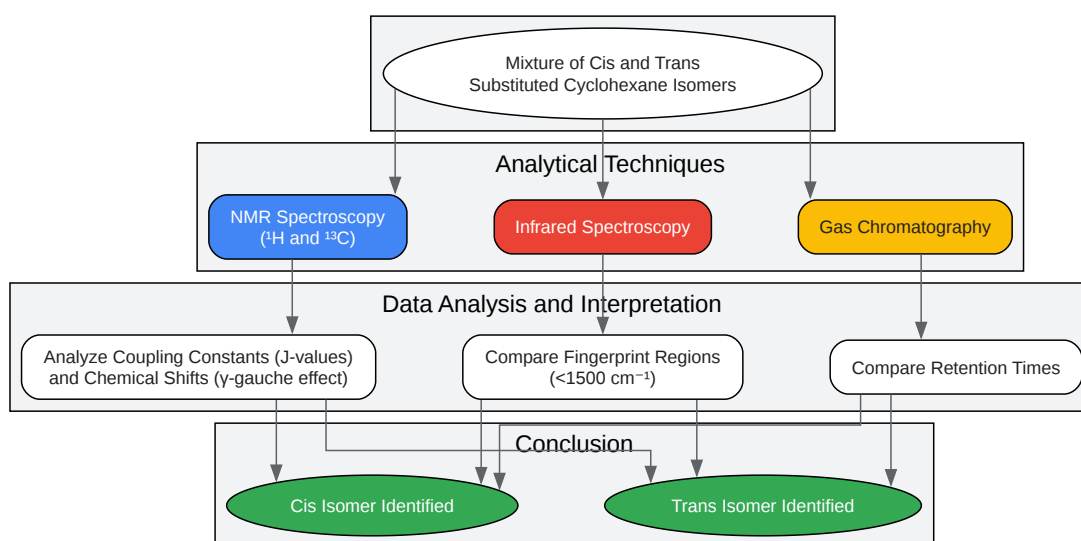 Mixture of Cis and Trans
Substituted Cyclohexane Isomers
Analytical Techniques
NMR Spectroscopy
(¹H and ¹³C)
Infrared Spectroscopy
Gas Chromatography
Data Analysis and Interpretation
Analyze Coupling Constants (J-values)
and Chemical Shifts (γ-gauche effect)
Compare Fingerprint Regions
(<1500 cm⁻¹)
Compare Retention Times
Conclusion
Cis Isomer Identified
Trans Isomer Identified